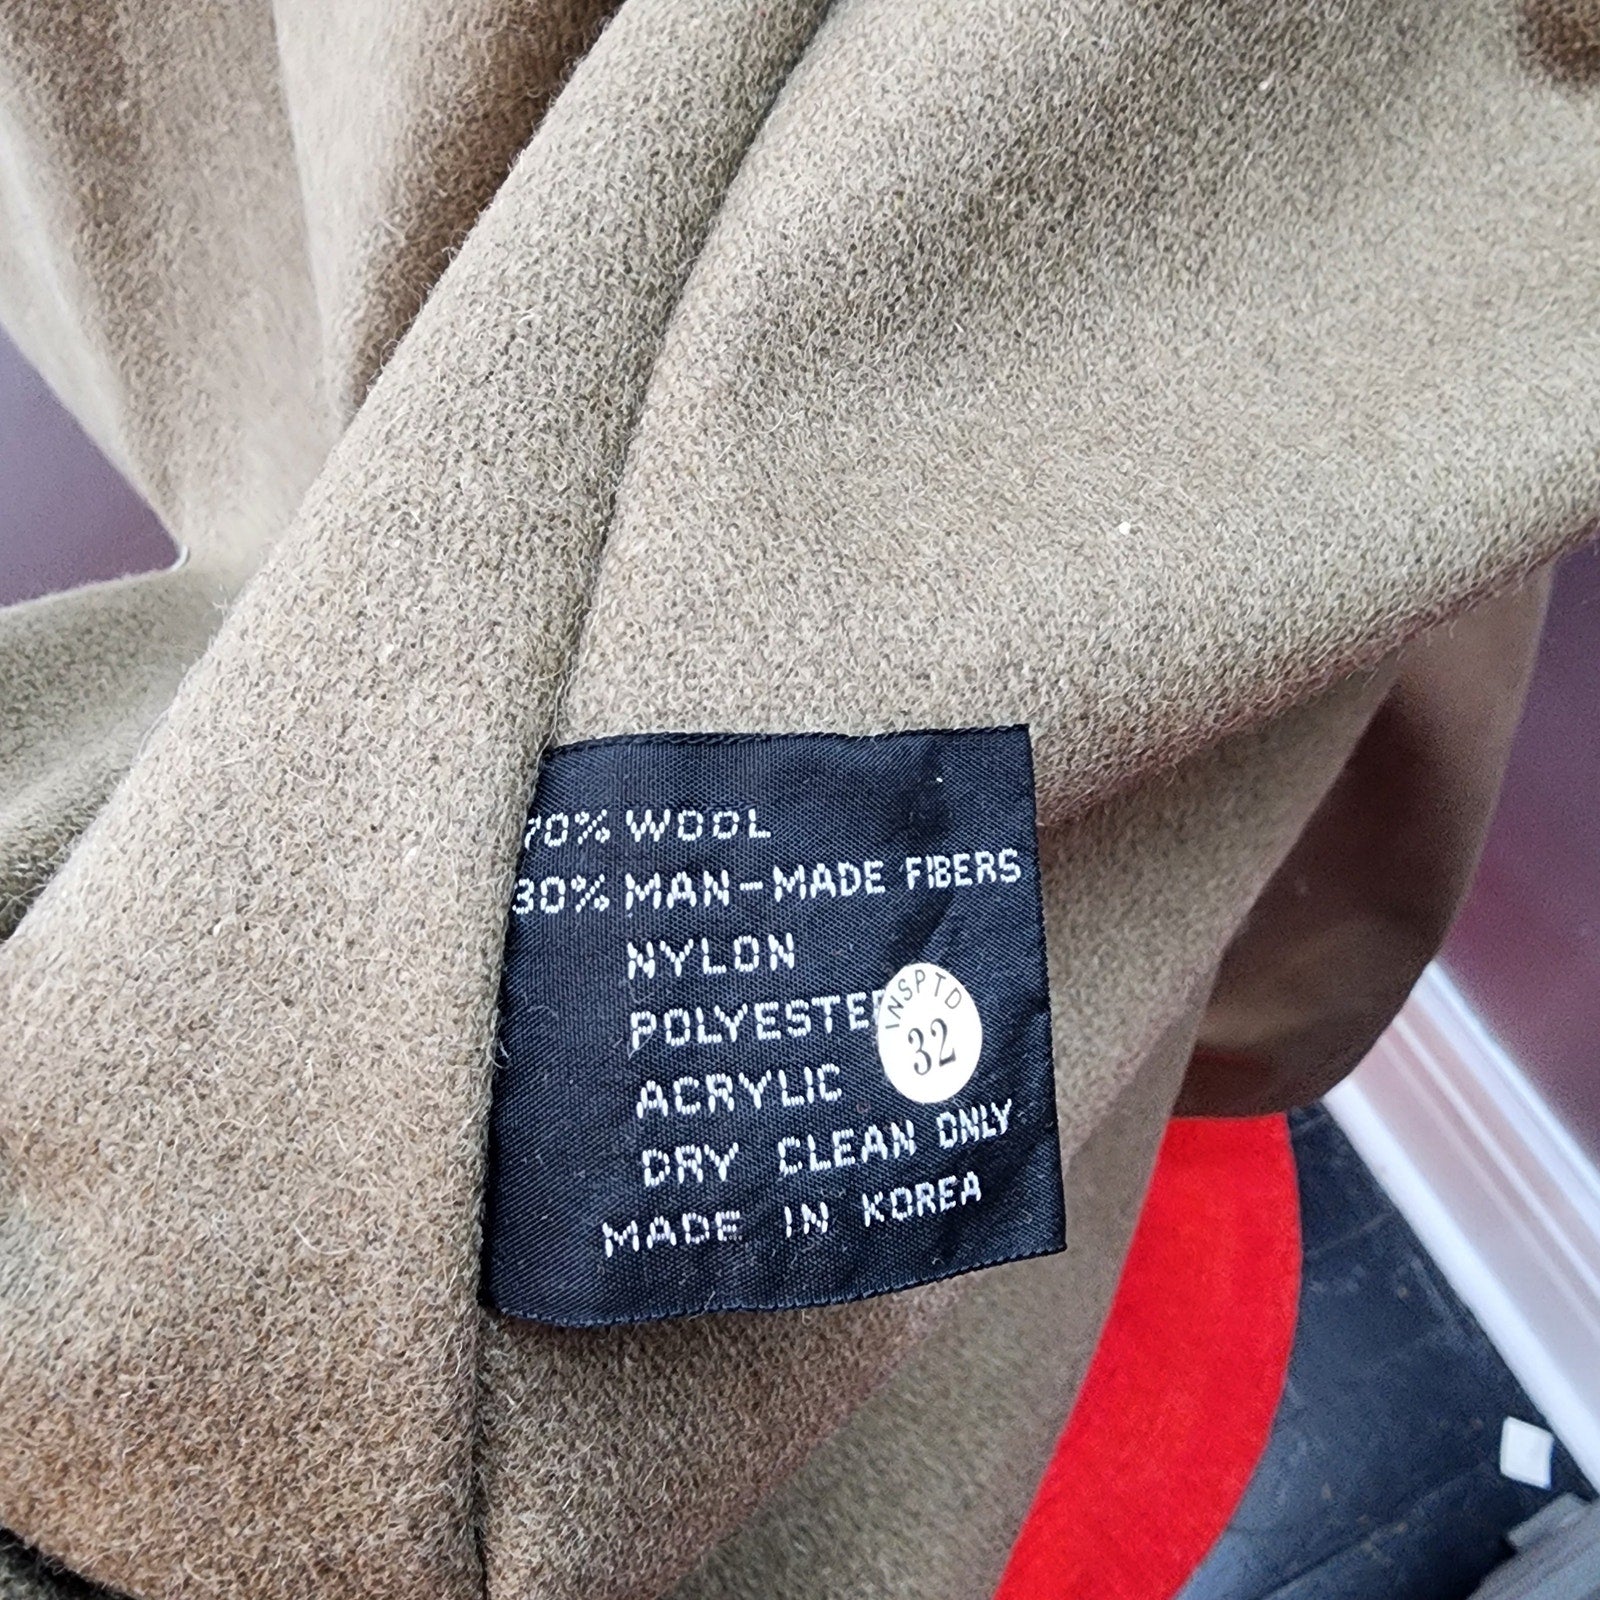 70% WOOL
30% MAN-MADE FIBERS
NYLON
POLYESTER
ACRYLIC
DRY CLEAN ONLY
MADE IN KOREA
INSPTD
32